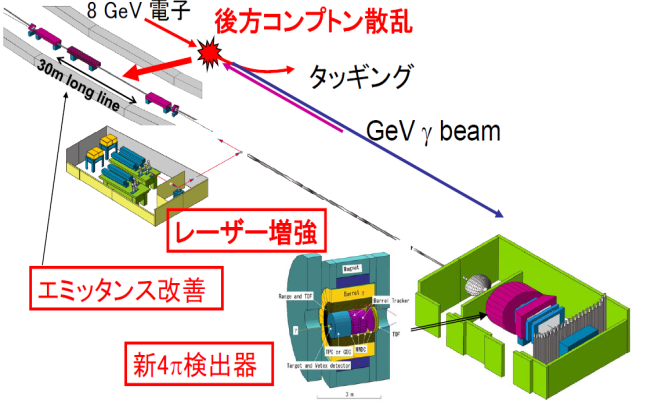 8 GeV 電子
後方コンプトン散乱
30m long line
タッギング
GeV γ beam
レーザー増強
エミッタンス改善
新4π検出器
Magnet
Range and TOF
Barrel γ
Barrel Tracker
TOF
TPC or CDC
MWDC
Target and Vetex detector
3 m